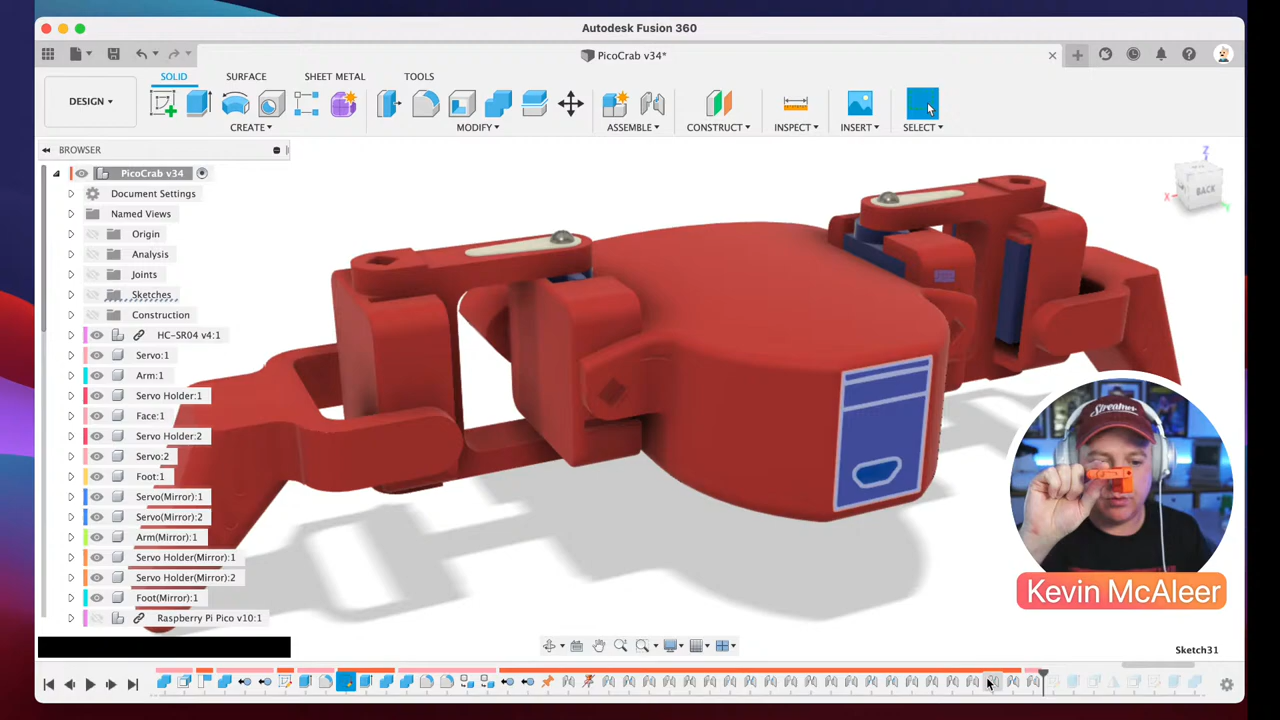 Autodesk Fusion 360
PicoCrab v34*
SOLID SURFACE SHEET METAL TOOLS
DESIGN
CREATE MODIFY ASSEMBLE CONSTRUCT INSPECT INSERT SELECT
BROWSER
PicoCrab v34
Document Settings
Named Views
Origin
Analysis
Joints
Sketches
Construction
HC-SR04 v4:1
Servo:1
Arm:1
Servo Holder:1
Face:1
Servo Holder:2
Servo:2
Foot:1
Servo(Mirror):1
Servo(Mirror):2
Arm(Mirror):1
Servo Holder(Mirror):1
Servo Holder(Mirror):2
Foot(Mirror):1
Raspberry Pi Pico v10:1
Z
BACK
X
Y
Streamer
Kevin McAleer
Sketch31